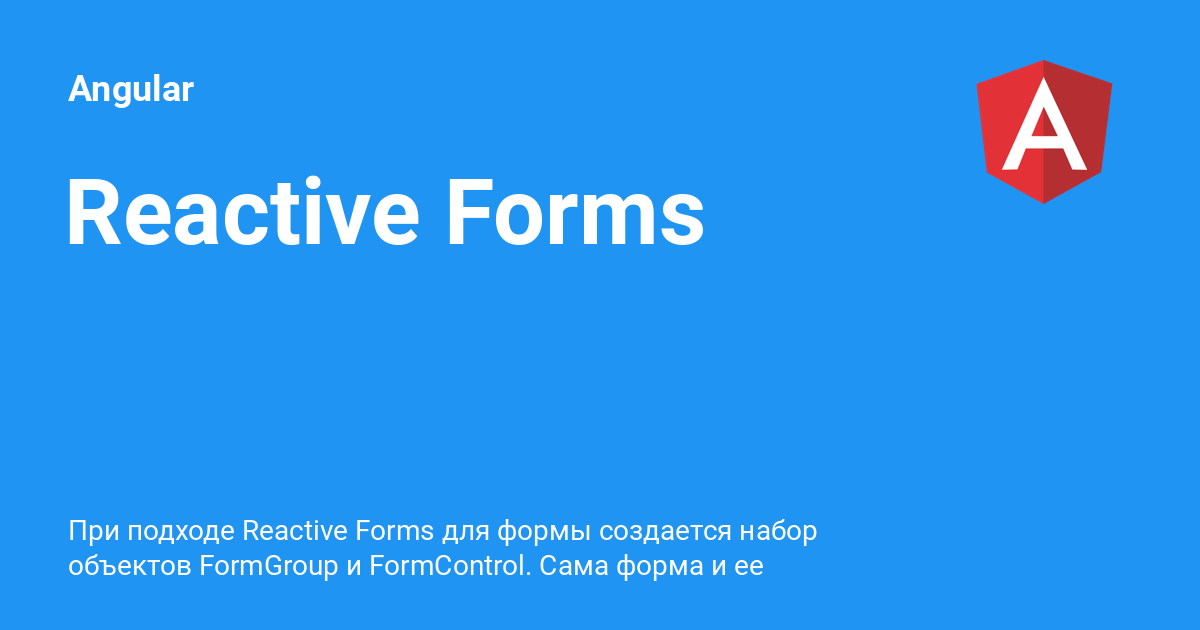 Angular
Reactive Forms
При подходе Reactive Forms для формы создается набор
объектов FormGroup и FormControl. Сама форма и ее